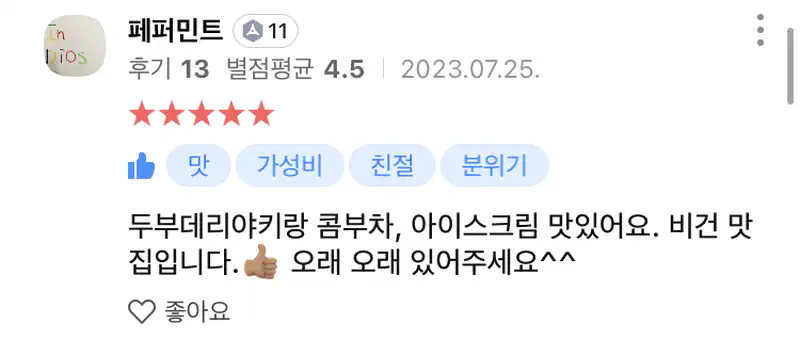 in
DiOS
페퍼민트 11
후기 13 별점평균 4.5 2023.07.25.
★★★★★
맛 가성비 친절 분위기
두부데리야키랑 콤부차, 아이스크림 맛있어요. 비건 맛
집입니다.👍🏽 오래 오래 있어주세요^^
♡ 좋아요